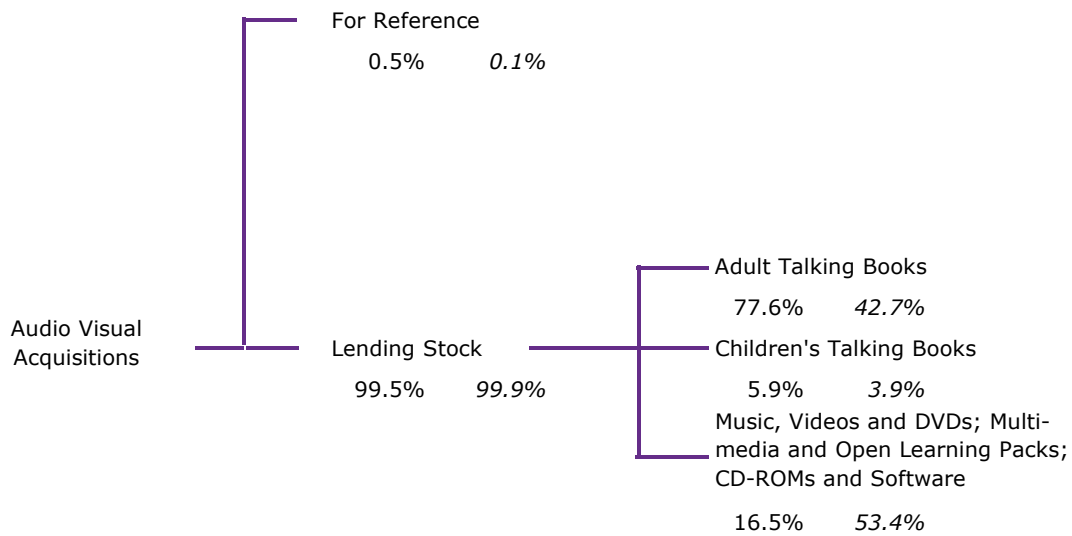 For Reference
0.5% 0.1%
Audio Visual
Acquisitions
Lending Stock
99.5% 99.9%
Adult Talking Books
77.6% 42.7%
Children's Talking Books
5.9% 3.9%
Music, Videos and DVDs; Multi-
media and Open Learning Packs;
CD-ROMs and Software
16.5% 53.4%